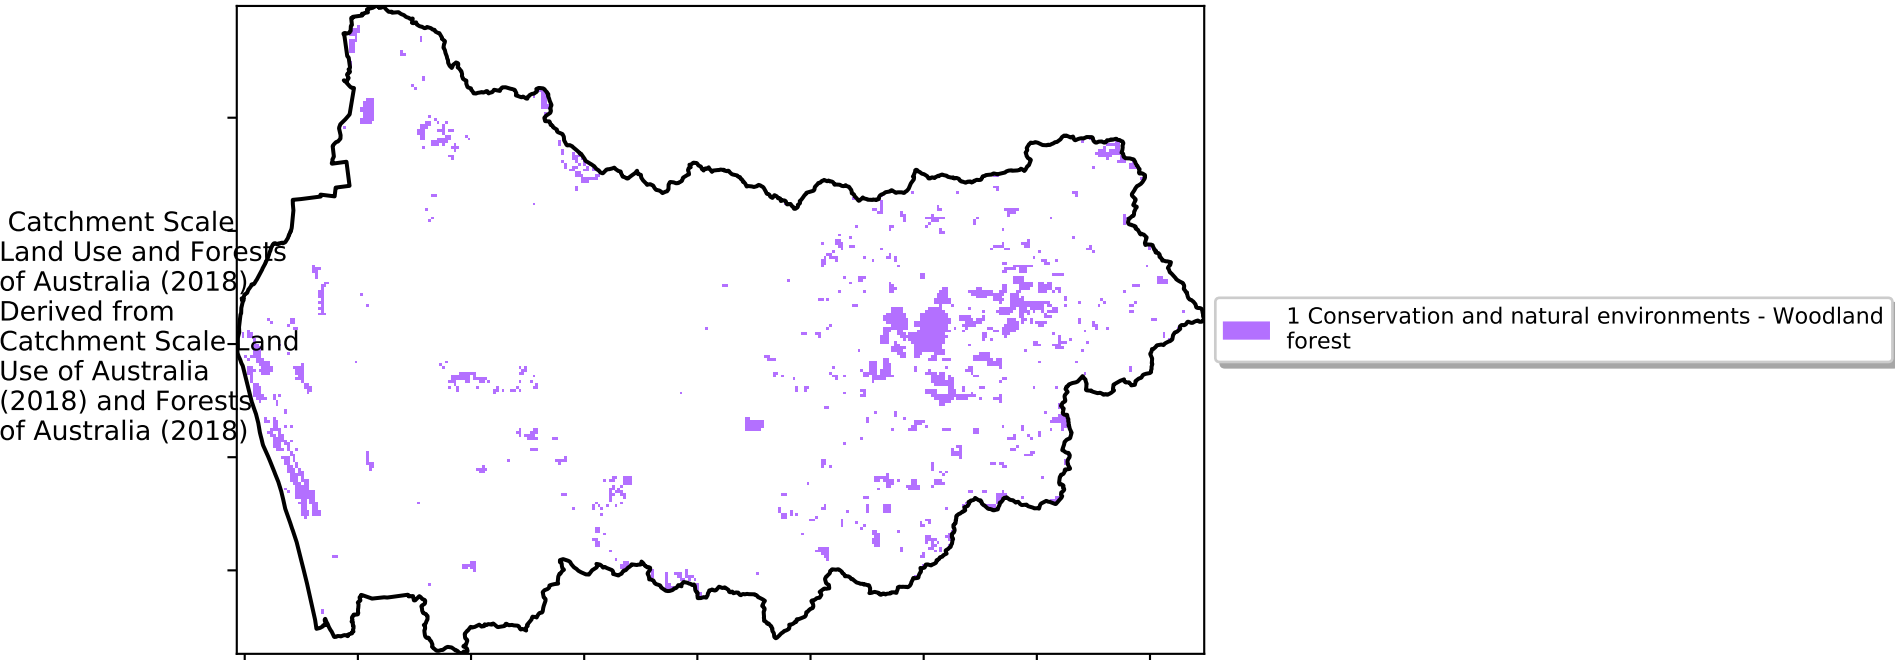 Catchment Scale
Land Use and Forests
of Australia (2018)
Derived from
Catchment Scale Land
Use of Australia
(2018) and Forests
of Australia (2018)
1 Conservation and natural environments - Woodland
forest